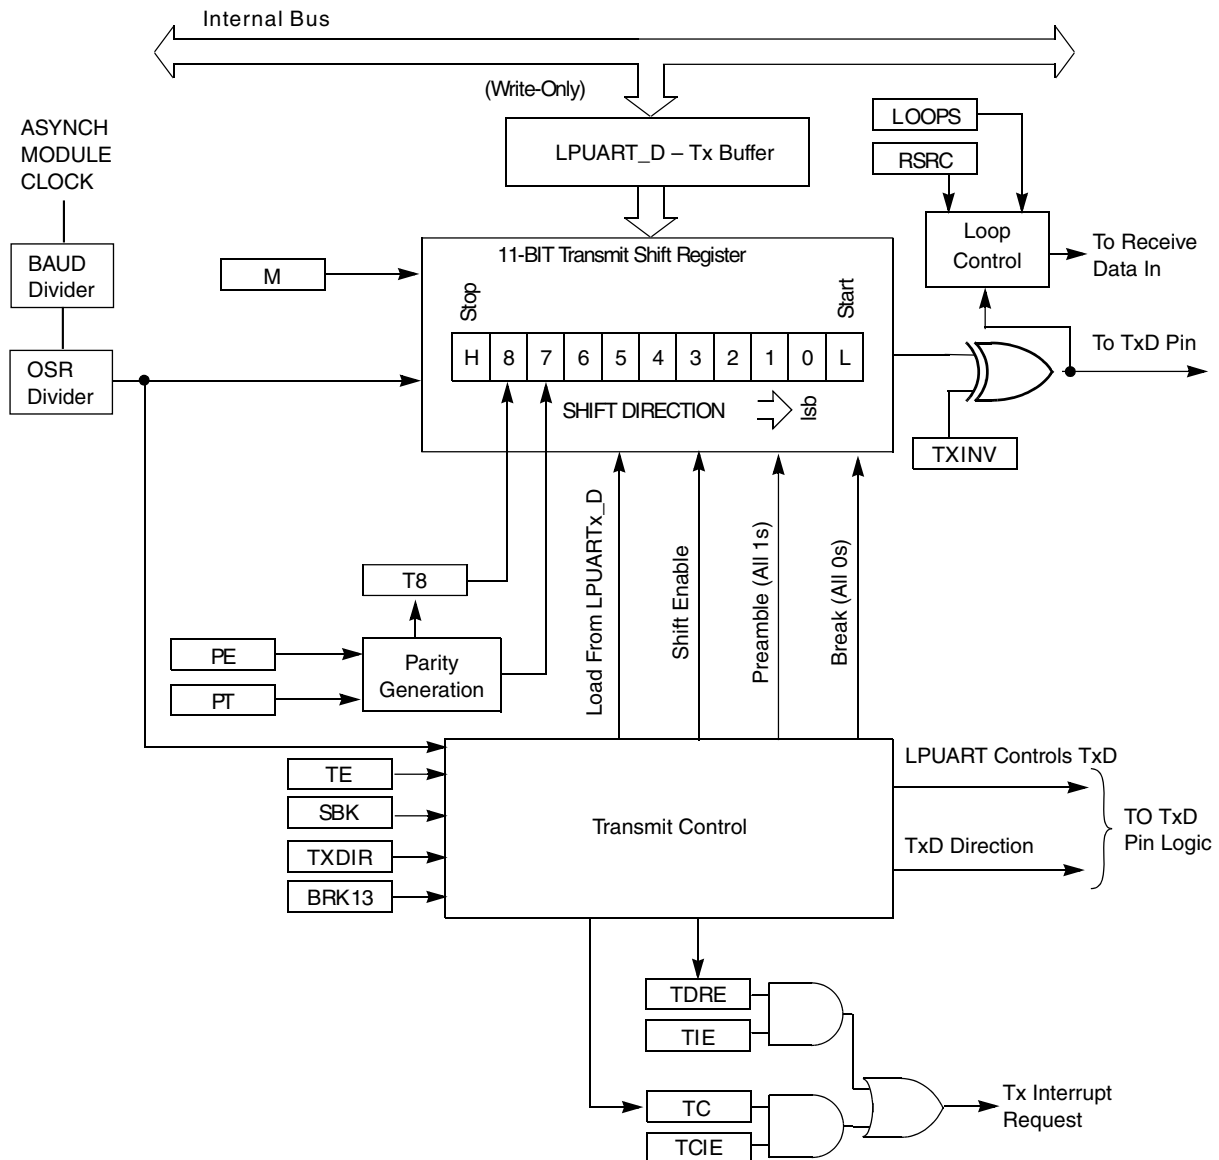 Internal Bus
(Write-Only)
LPUART_D – Tx Buffer
ASYNCH
MODULE
CLOCK
BAUD
Divider
OSR
Divider
LOOPS
RSRC
Loop
Control
To Receive
Data In
M
11-BIT Transmit Shift Register
Stop
Start
H 8 7 6 5 4 3 2 1 0 L
SHIFT DIRECTION
lsb
To TxD Pin
TXINV
T8
PE
PT
Parity
Generation
Load From LPUARTx_D
Shift Enable
Preamble (All 1s)
Break (All 0s)
TE
SBK
TXDIR
BRK13
Transmit Control
LPUART Controls TxD
TxD Direction
TO TxD
Pin Logic
TDRE
TIE
TC
TCIE
Tx Interrupt
Request